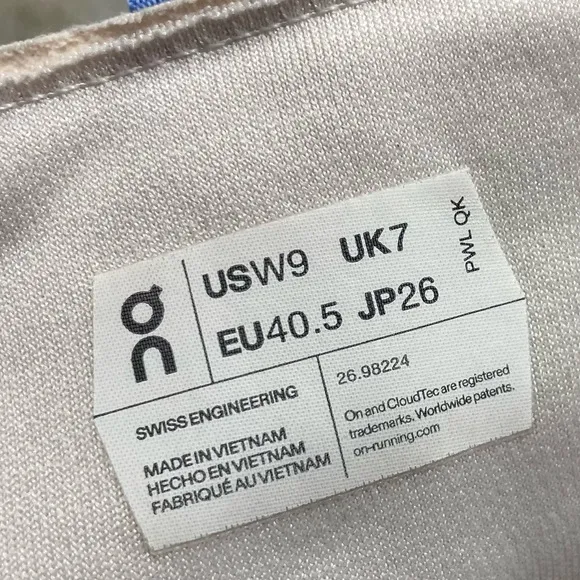 on
USW9 UK7
EU40.5 JP26
PWL QK
SWISS ENGINEERING
MADE IN VIETNAM
HECHO EN VIETNAM
FABRIQUÉ AU VIETNAM
26.98224
On and CloudTec are registered
trademarks. Worldwide patents.
on-running.com